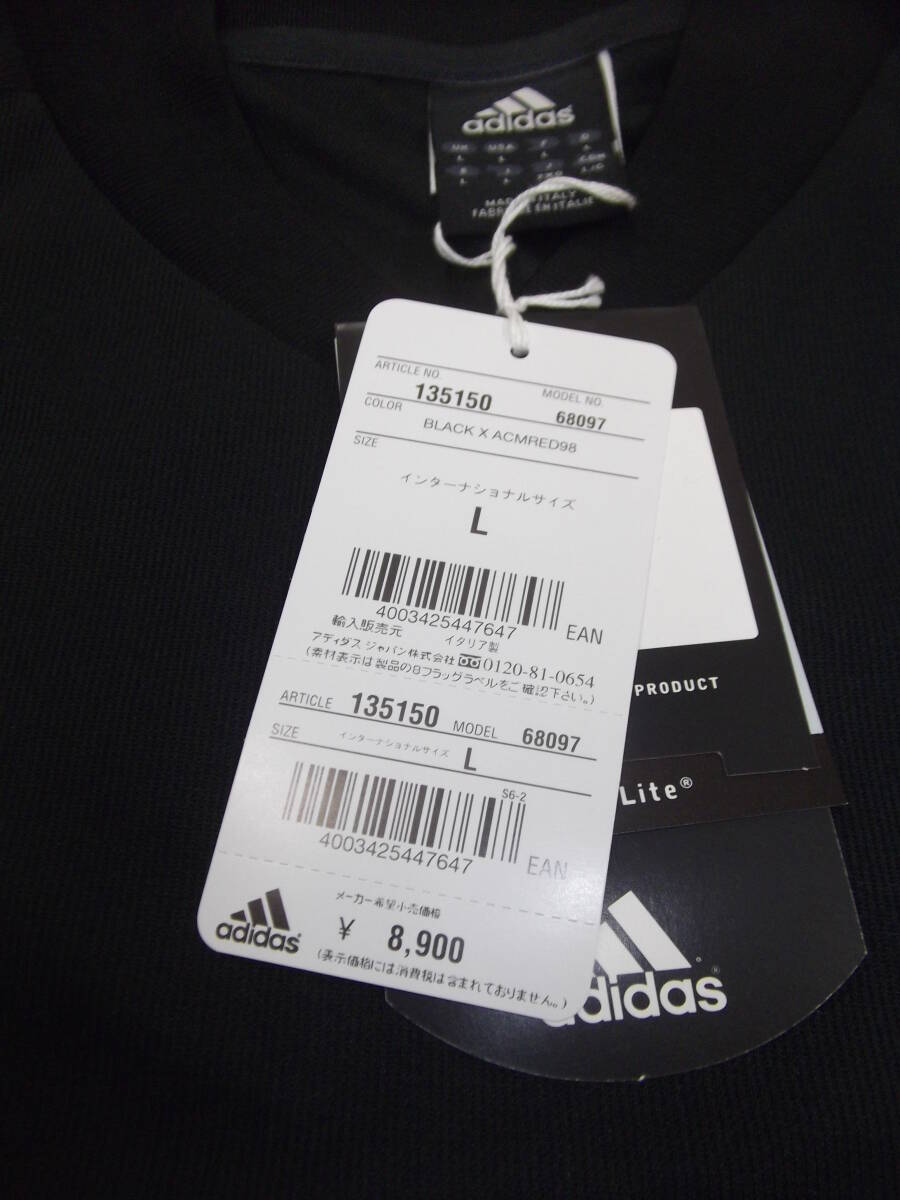 adidas
UK USA F D
L L L L
L
MADE IN ITALY
FABRIQUE EN ITALIE
ARTICLE NO. 135150 MODEL NO. 68097
COLOR BLACK X ACMRED98
SIZE
インターナショナルサイズ
L
4003425447647 EAN
輸入販売元 イタリア製
アディダス ジャパン株式会社 0120-81-0654
(素材表示は製品の8フラッグラベルをご確認下さい。)
ARTICLE 135150 MODEL 68097
SIZE インターナショナルサイズ L
S6-2
4003425447647 EAN
メーカー希望小売価格
adidas ¥ 8,900
(表示価格には消費税は含まれておりません。)
PRODUCT
Lite®
adidas®